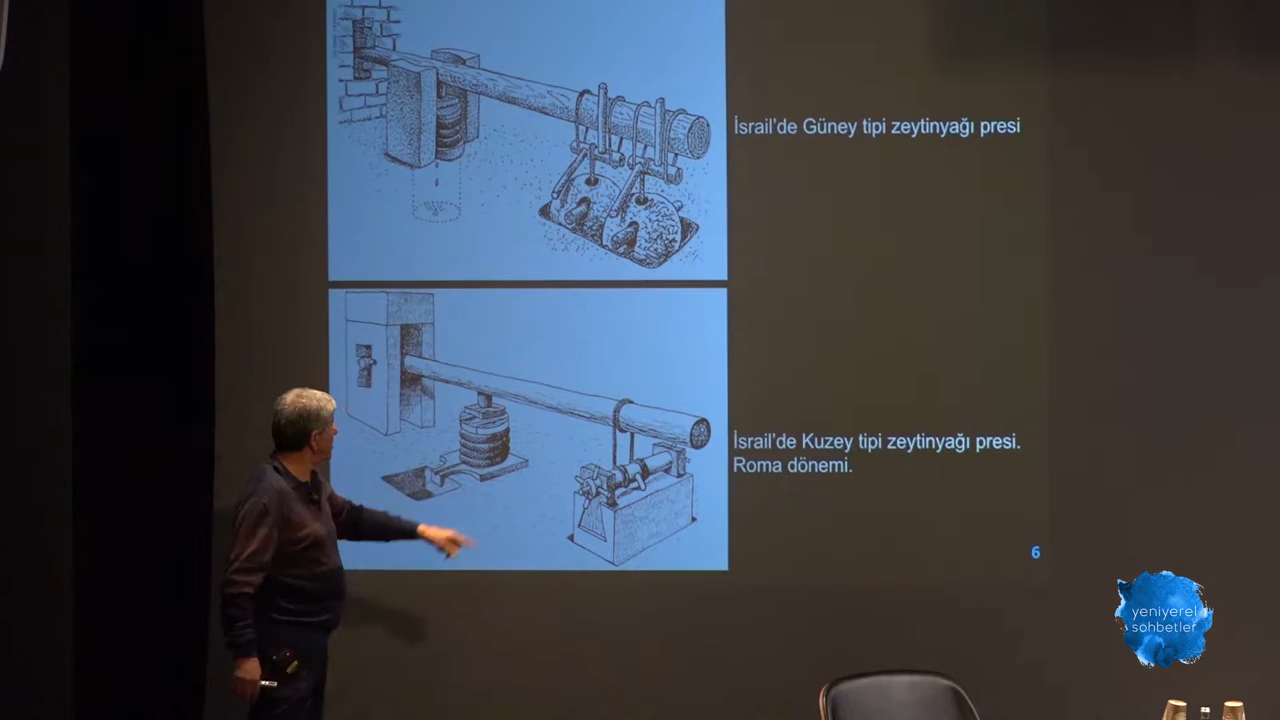 İsrail'de Güney tipi zeytinyağı presi
İsrail'de Kuzey tipi zeytinyağı presi.
Roma dönemi.
6
yeniyerel
sohbetler